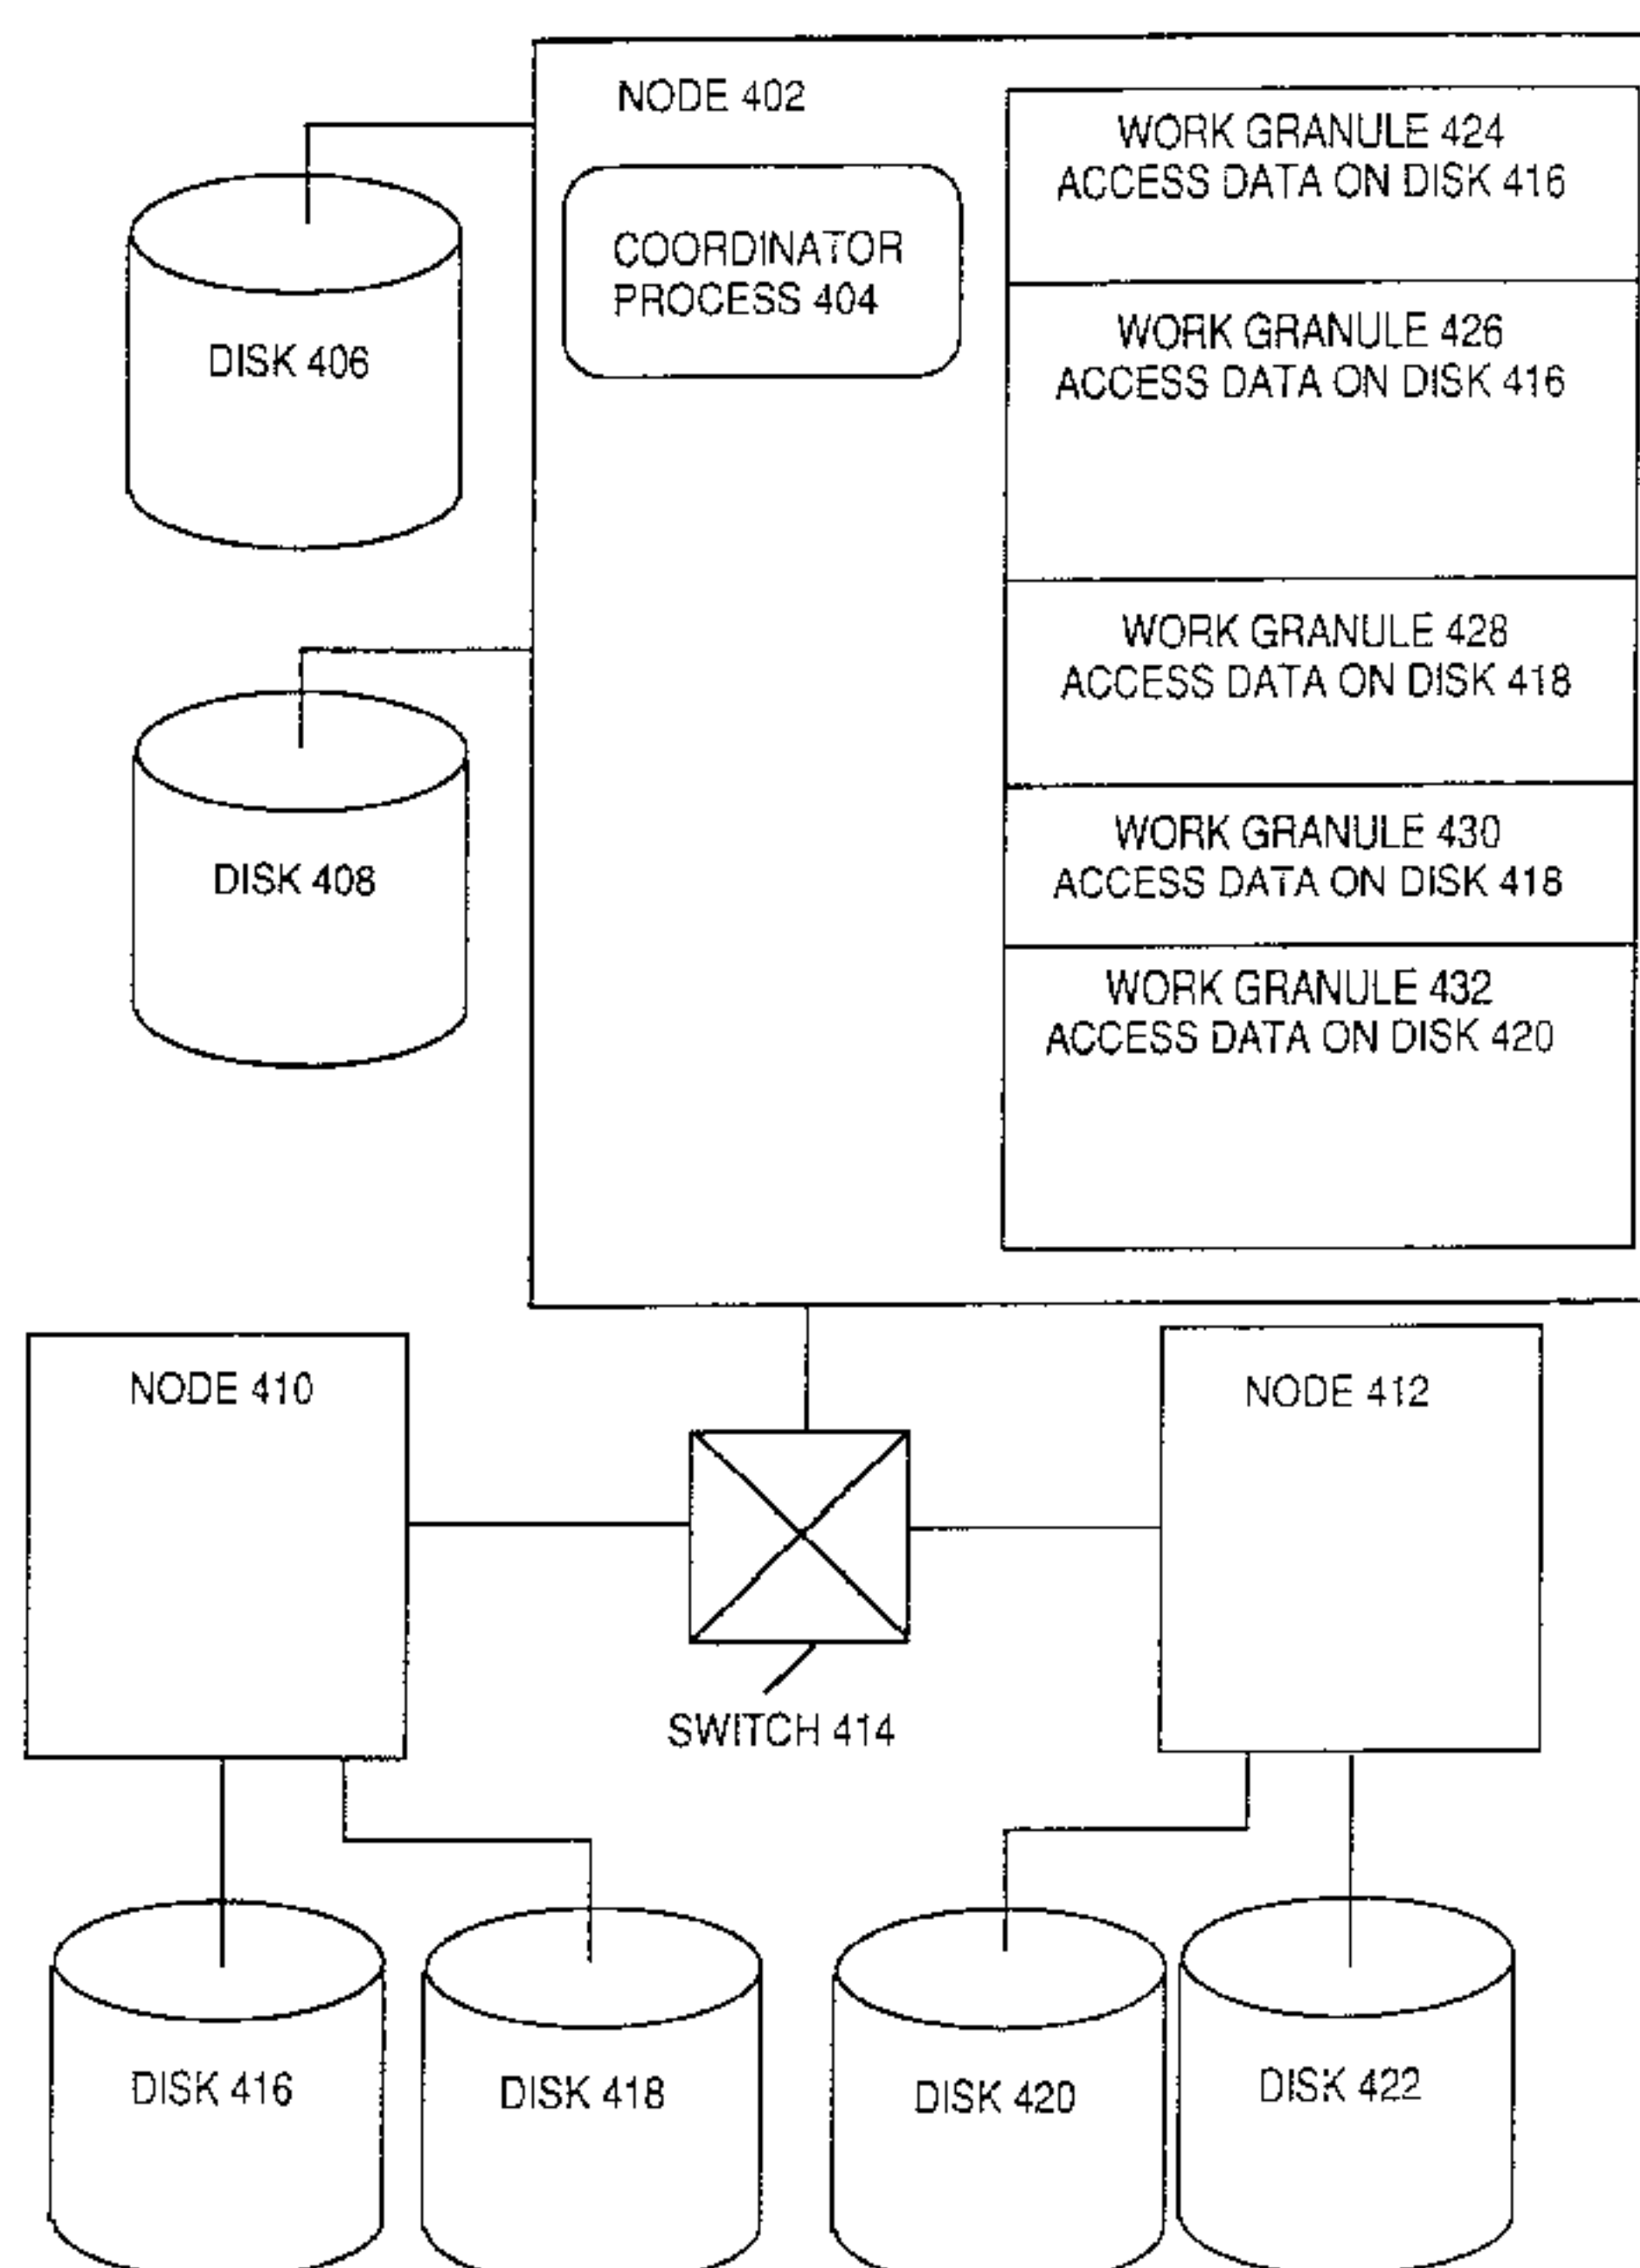 NODE 402
COORDINATOR
PROCESS 404
WORK GRANULE 424
ACCESS DATA ON DISK 416
WORK GRANULE 426
ACCESS DATA ON DISK 416
WORK GRANULE 428
ACCESS DATA ON DISK 418
WORK GRANULE 430
ACCESS DATA ON DISK 418
WORK GRANULE 432
ACCESS DATA ON DISK 420
DISK 406
DISK 408
NODE 410
NODE 412
SWITCH 414
DISK 416
DISK 418
DISK 420
DISK 422